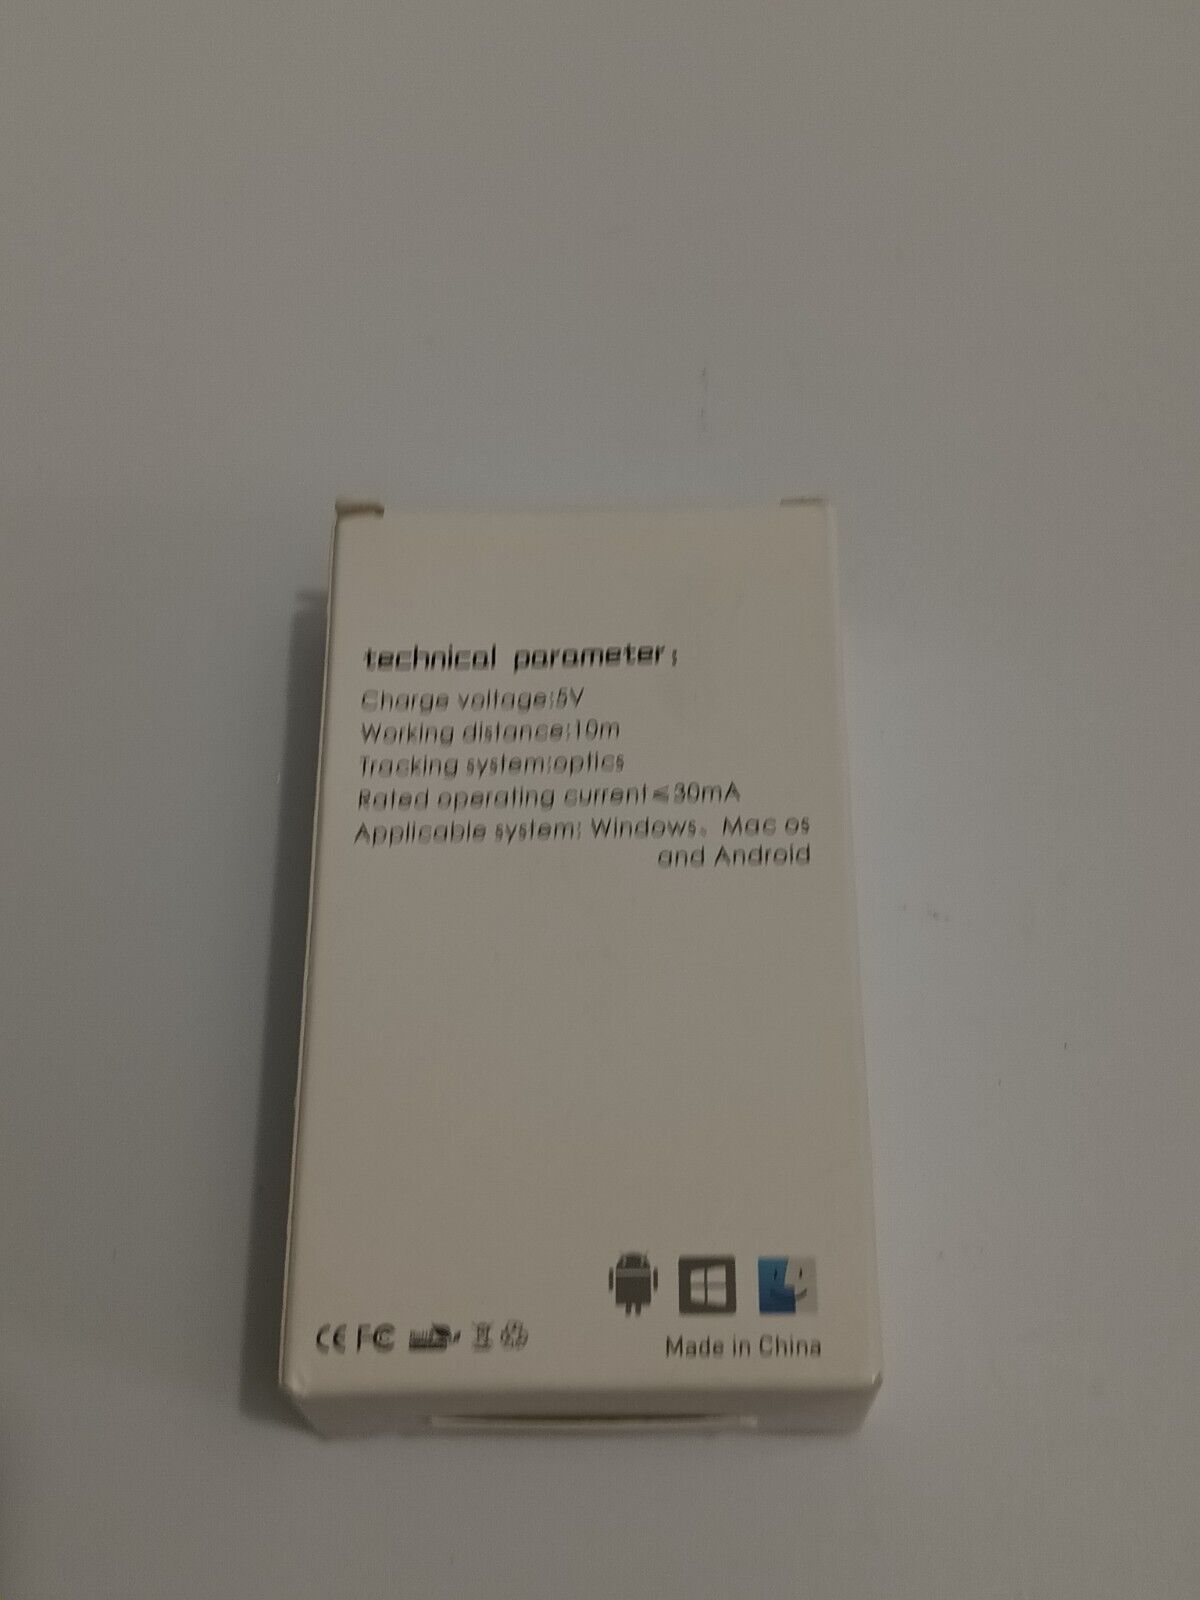 technical parameter:
Charge voltage:5V
Working distance:10m
Tracking system:optics
Rated operating current≤30mA
Applicable system: Windows、Mac os
and Android
CE FC
Made in China